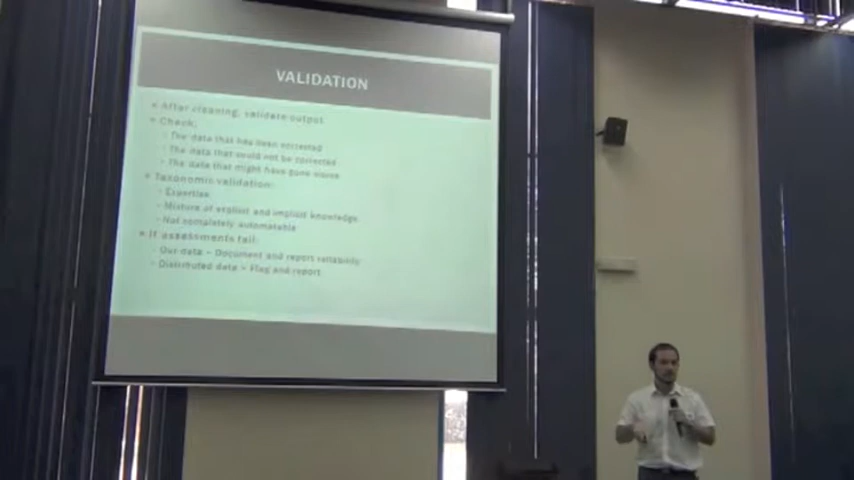 VALIDATION
After cleaning, validate output
Check:
The data that has been corrected
The data that could not be corrected
The data that might have gone worse
Taxonomic validation:
Expertise
Mixture of explicit and implicit knowledge
Not completely automatable
If assessments fail:
Our data – Document and report reliability
Distributed data – Flag and report